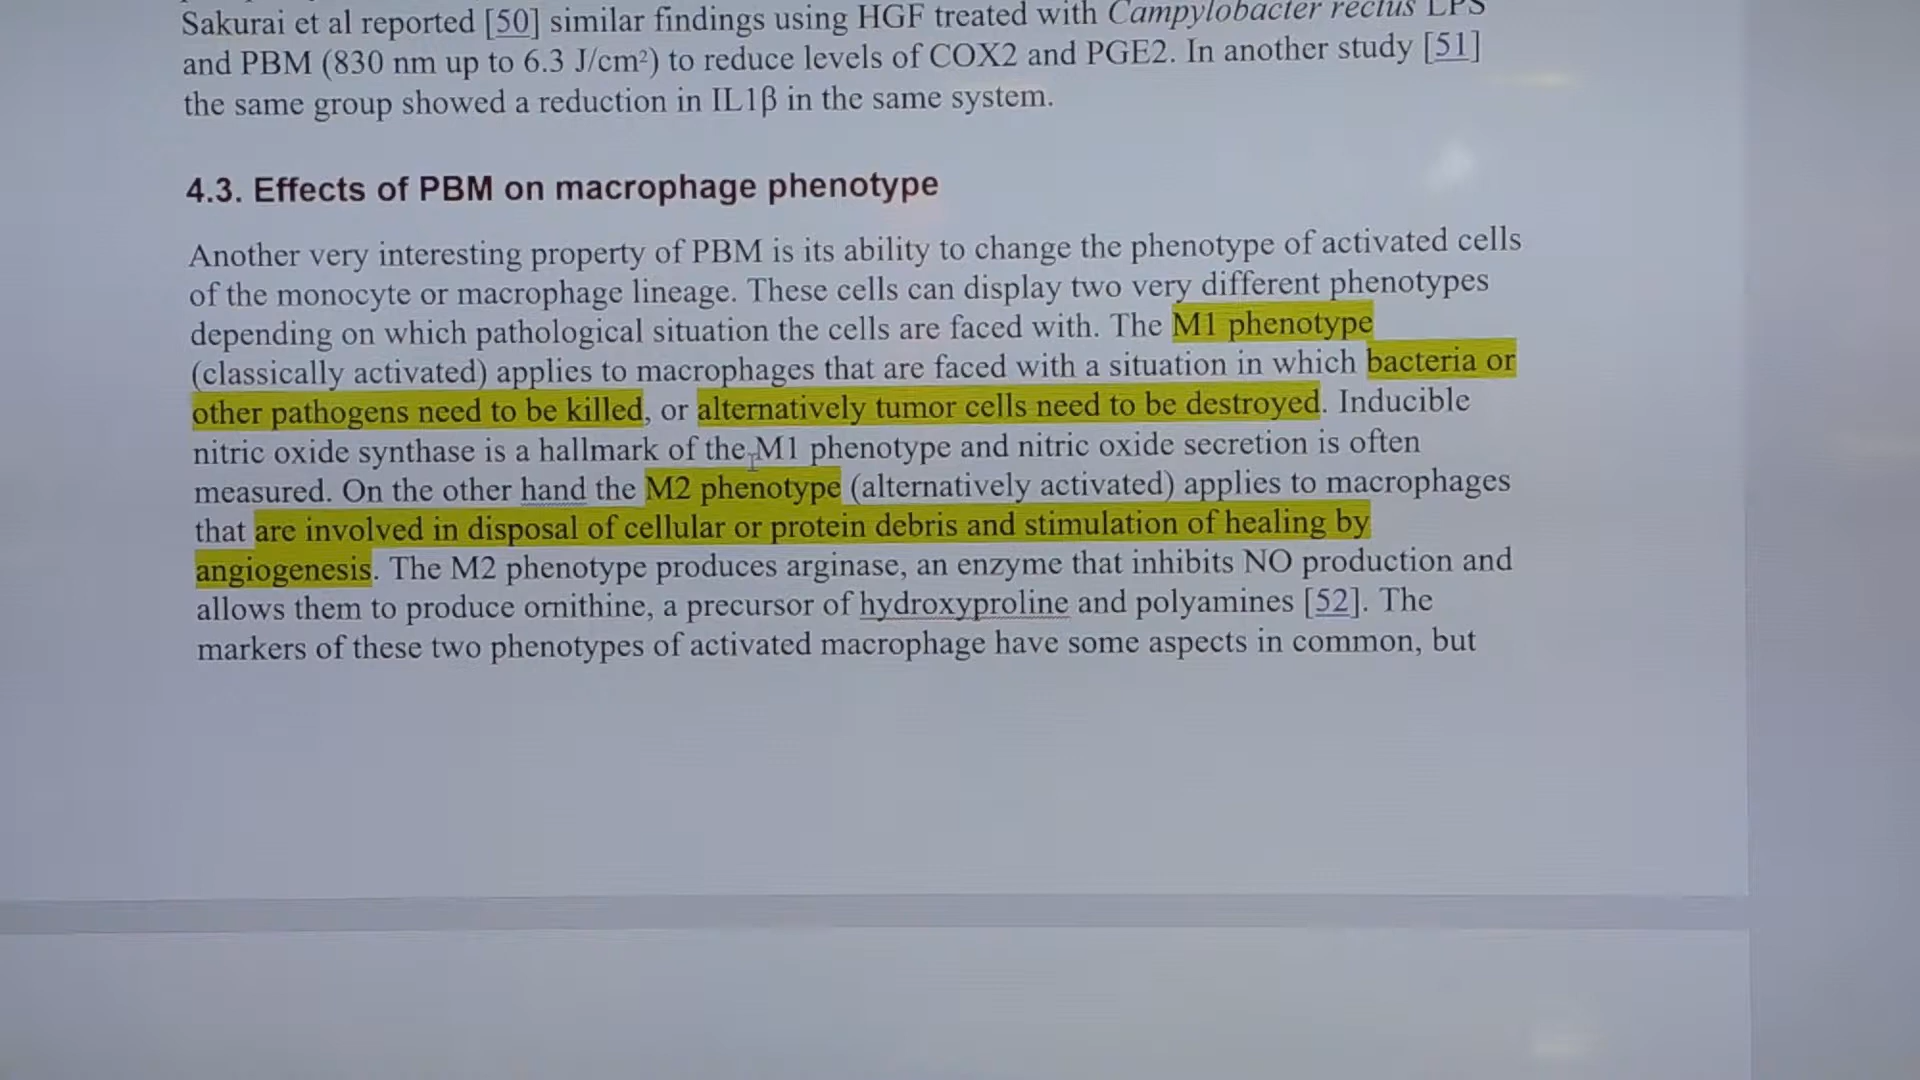 Sakurai et al reported [50] similar findings using HGF treated with Campylobacter rectus LPS
and PBM (830 nm up to 6.3 J/cm²) to reduce levels of COX2 and PGE2. In another study [51]
the same group showed a reduction in IL1β in the same system.
4.3. Effects of PBM on macrophage phenotype
Another very interesting property of PBM is its ability to change the phenotype of activated cells
of the monocyte or macrophage lineage. These cells can display two very different phenotypes
depending on which pathological situation the cells are faced with. The M1 phenotype
(classically activated) applies to macrophages that are faced with a situation in which bacteria or
other pathogens need to be killed, or alternatively tumor cells need to be destroyed. Inducible
nitric oxide synthase is a hallmark of the M1 phenotype and nitric oxide secretion is often
measured. On the other hand the M2 phenotype (alternatively activated) applies to macrophages
that are involved in disposal of cellular or protein debris and stimulation of healing by
angiogenesis. The M2 phenotype produces arginase, an enzyme that inhibits NO production and
allows them to produce ornithine, a precursor of hydroxyproline and polyamines [52]. The
markers of these two phenotypes of activated macrophage have some aspects in common, but